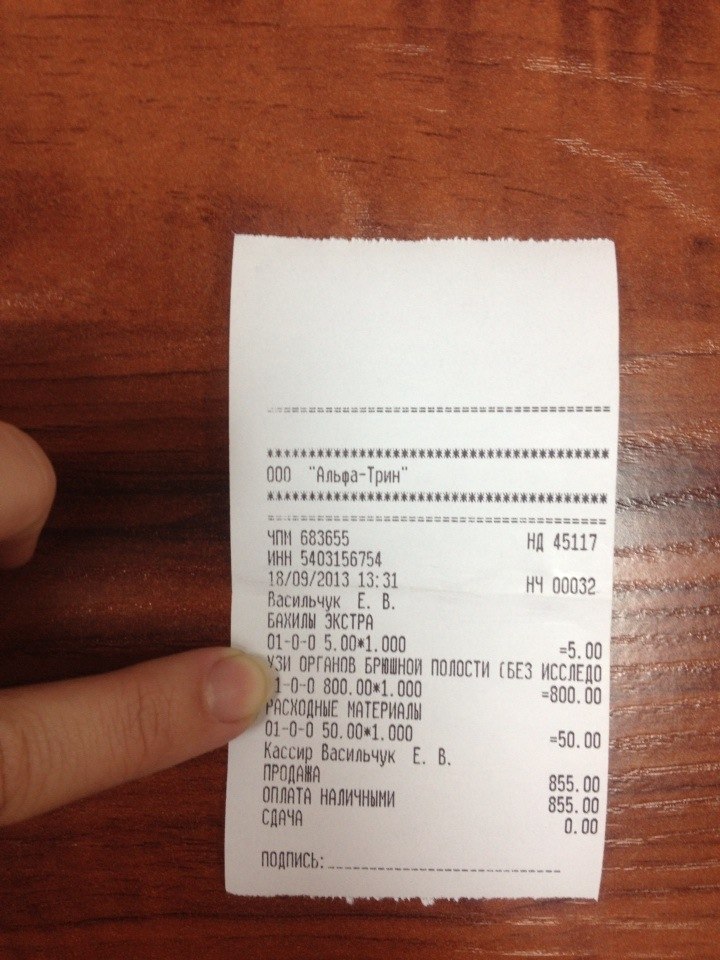 ================================
********************************
ООО "Альфа-Трин"
********************************
================================
ЧПМ 683655 НД 45117
ИНН 5403156754
18/09/2013 13:31 НЧ 00032
Васильчук Е. В.
БАХИЛЫ ЭКСТРА
01-0-0 5.00*1.000 =5.00
УЗИ ОРГАНОВ БРЮШНОЙ ПОЛОСТИ (БЕЗ ИССЛЕДО
1-0-0 800.00*1.000 =800.00
РАСХОДНЫЕ МАТЕРИАЛЫ
01-0-0 50.00*1.000 =50.00
Кассир Васильчук Е. В.
ПРОДАЖА 855.00
ОПЛАТА НАЛИЧНЫМИ 855.00
СДАЧА 0.00
ПОДПИСЬ:______________________